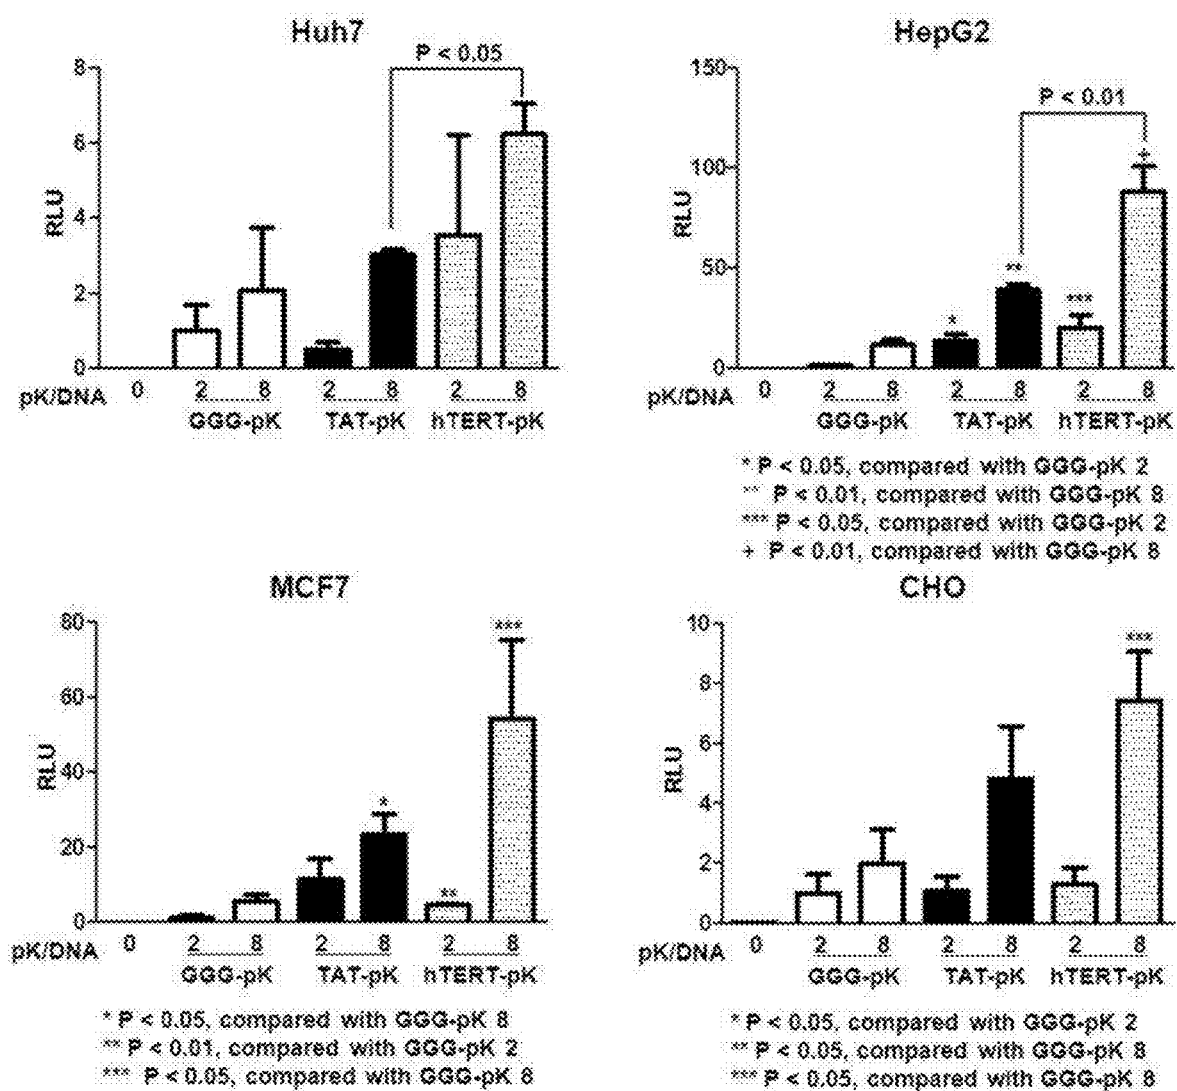 Huh7
P < 0.05
8
6
4
2
0
RLU
pK/DNA 0 2 8 2 8 2 8
GGG-pK TAT-pK hTERT-pK
HepG2
P < 0.01
150
100
50
0
RLU
+
**
*
***
pK/DNA 0 2 8 2 8 2 8
GGG-pK TAT-pK hTERT-pK
* P < 0.05, compared with GGG-pK 2
** P < 0.01, compared with GGG-pK 8
*** P < 0.05, compared with GGG-pK 2
+ P < 0.01, compared with GGG-pK 8
MCF7
80
60
40
20
0
RLU
***
*
**
pK/DNA 0 2 8 2 8 2 8
GGG-pK TAT-pK hTERT-pK
* P < 0.05, compared with GGG-pK 8
** P < 0.01, compared with GGG-pK 2
*** P < 0.05, compared with GGG-pK 8
CHO
10
8
6
4
2
0
RLU
***
pK/DNA 0 2 8 2 8 2 8
GGG-pK TAT-pK hTERT-pK
* P < 0.05, compared with GGG-pK 2
** P < 0.05, compared with GGG-pK 8
*** P < 0.05, compared with GGG-pK 8